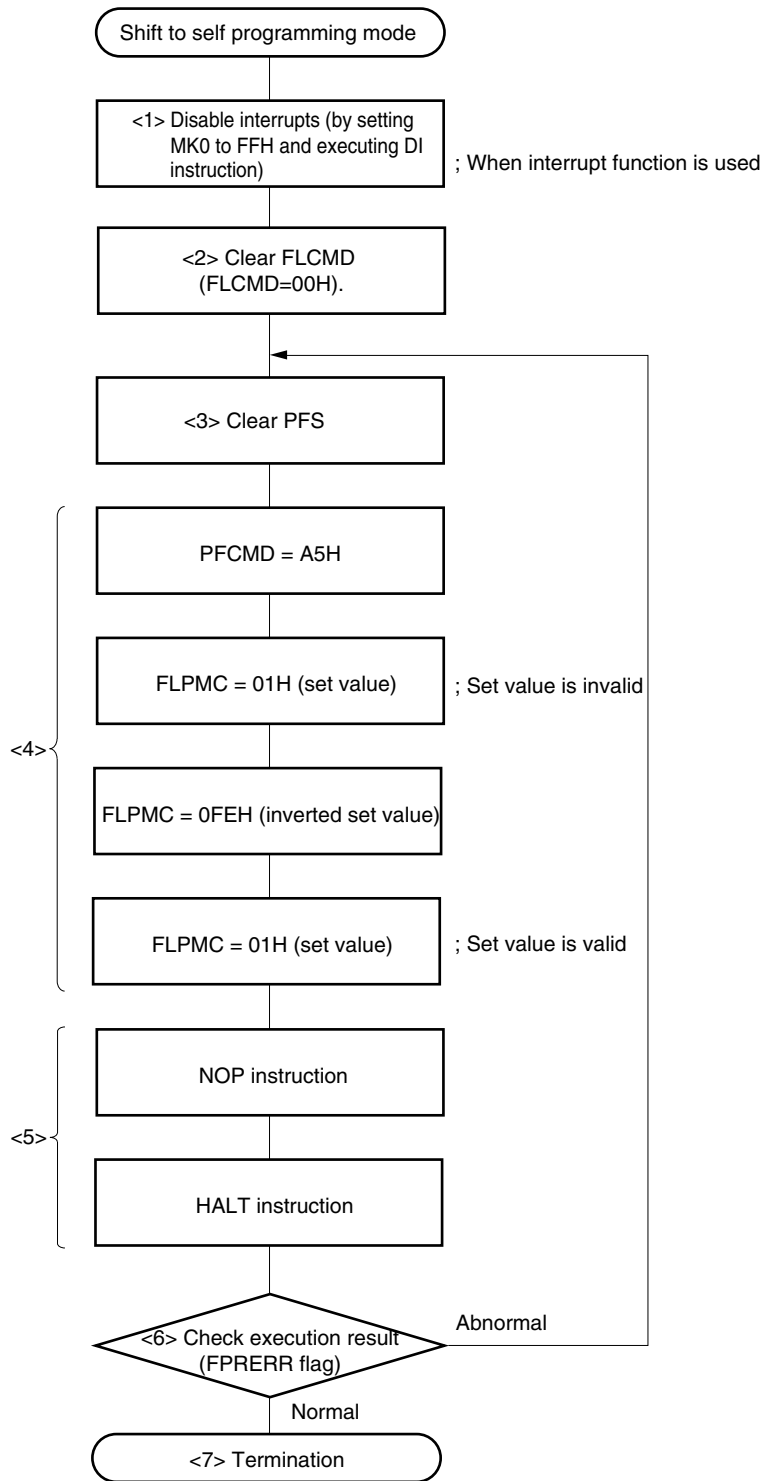 Shift to self programming mode
<1> Disable interrupts (by setting
MK0 to FFH and executing DI
instruction)
; When interrupt function is used
<2> Clear FLCMD
(FLCMD=00H).
<3> Clear PFS
<4>
PFCMD = A5H
FLPMC = 01H (set value)
; Set value is invalid
FLPMC = 0FEH (inverted set value)
FLPMC = 01H (set value)
; Set value is valid
<5>
NOP instruction
HALT instruction
<6> Check execution result
(FPRERR flag)
Abnormal
Normal
<7> Termination